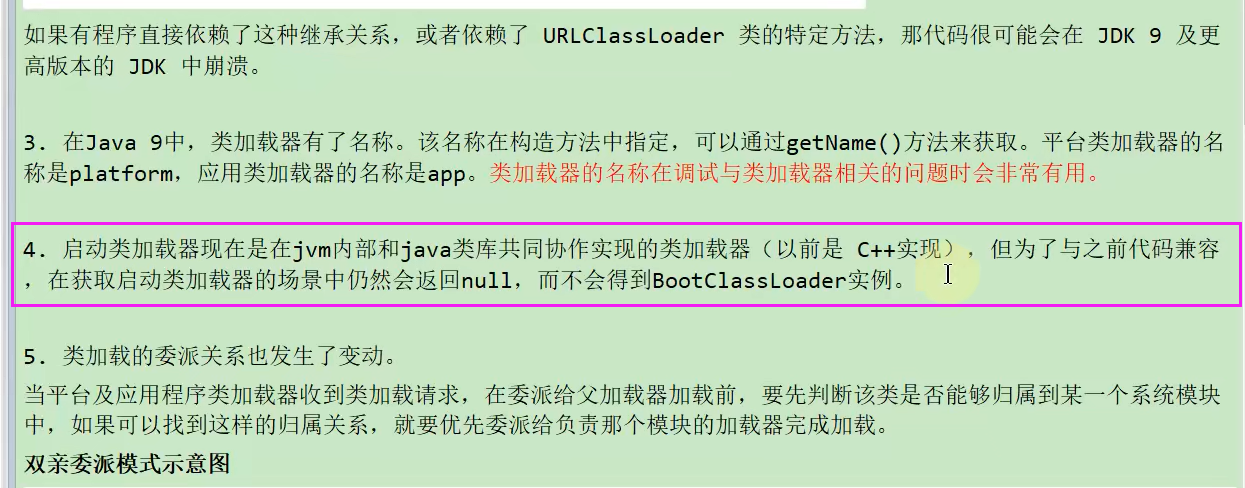 如果有程序直接依赖了这种继承关系，或者依赖了 URLClassLoader 类的特定方法，那代码很可能会在 JDK 9 及更
高版本的 JDK 中崩溃。
3. 在Java 9中，类加载器有了名称。该名称在构造方法中指定，可以通过getName()方法来获取。平台类加载器的名
称是platform，应用类加载器的名称是app。类加载器的名称在调试与类加载器相关的问题时会非常有用。
4. 启动类加载器现在是在jvm内部和java类库共同协作实现的类加载器（以前是 C++实现），但为了与之前代码兼容
，在获取启动类加载器的场景中仍然会返回null，而不会得到BootClassLoader实例。
5. 类加载的委派关系也发生了变动。
当平台及应用程序类加载器收到类加载请求，在委派给父加载器加载前，要先判断该类是否能够归属到某一个系统模块
中，如果可以找到这样的归属关系，就要优先委派给负责那个模块的加载器完成加载。
双亲委派模式示意图